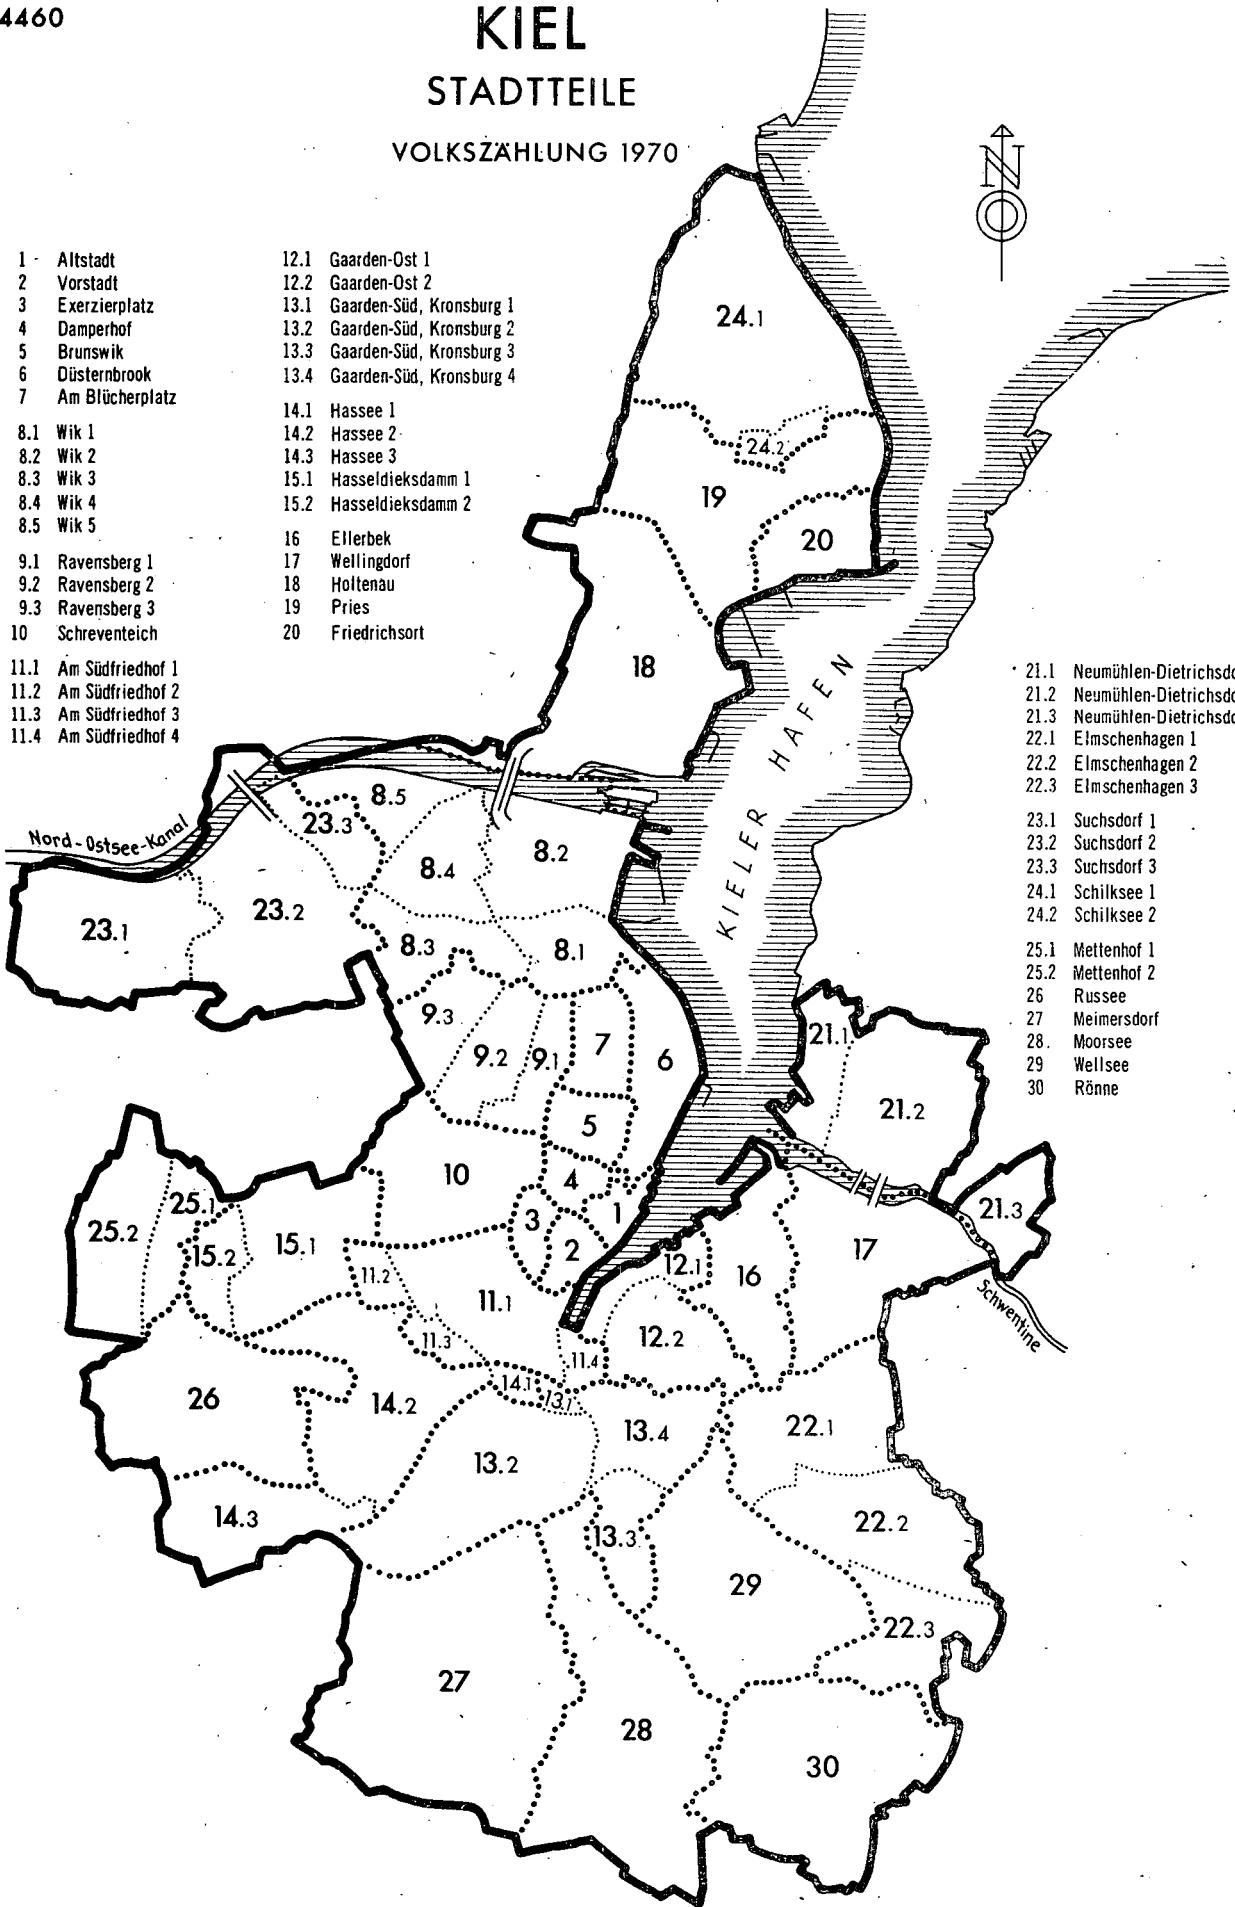 4460
KIEL
STADTTEILE
VOLKSZÄHLUNG 1970
N
1 Altstadt
2 Vorstadt
3 Exerzierplatz
4 Damperhof
5 Brunswik
6 Düsternbrook
7 Am Blücherplatz
8.1 Wik 1
8.2 Wik 2
8.3 Wik 3
8.4 Wik 4
8.5 Wik 5
9.1 Ravensberg 1
9.2 Ravensberg 2
9.3 Ravensberg 3
10 Schreventeich
11.1 Am Südfriedhof 1
11.2 Am Südfriedhof 2
11.3 Am Südfriedhof 3
11.4 Am Südfriedhof 4
12.1 Gaarden-Ost 1
12.2 Gaarden-Ost 2
13.1 Gaarden-Süd, Kronsburg 1
13.2 Gaarden-Süd, Kronsburg 2
13.3 Gaarden-Süd, Kronsburg 3
13.4 Gaarden-Süd, Kronsburg 4
14.1 Hassee 1
14.2 Hassee 2
14.3 Hassee 3
15.1 Hasseldieksdamm 1
15.2 Hasseldieksdamm 2
16 Ellerbek
17 Wellingdorf
18 Holtenau
19 Pries
20 Friedrichsort
21.1 Neumühlen-Dietrichsdo
21.2 Neumühlen-Dietrichsdo
21.3 Neumühlen-Dietrichsdo
22.1 Elmschenhagen 1
22.2 Elmschenhagen 2
22.3 Elmschenhagen 3
23.1 Suchsdorf 1
23.2 Suchsdorf 2
23.3 Suchsdorf 3
24.1 Schilksee 1
24.2 Schilksee 2
25.1 Mettenhof 1
25.2 Mettenhof 2
26 Russee
27 Meimersdorf
28. Moorsee
29 Wellsee
30 Rönne
24.1
24.2
19
20
18
KIELER HAFEN
Nord-Ostsee-Kanal
8.5
23.3
8.4
8.2
23.2
23.1
8.3
8.1
9.3
9.2
9.1
7
6
21.1
21.2
5
10
4
25.1
25.2
15.2
15.1
3
1
2
21.3
17
12.1
16
11.2
11.1
Schwentine
11.3
12.2
11.4
14.1
13.1
26
14.2
13.4
22.1
13.2
14.3
13.3
22.2
29
22.3
27
28
30